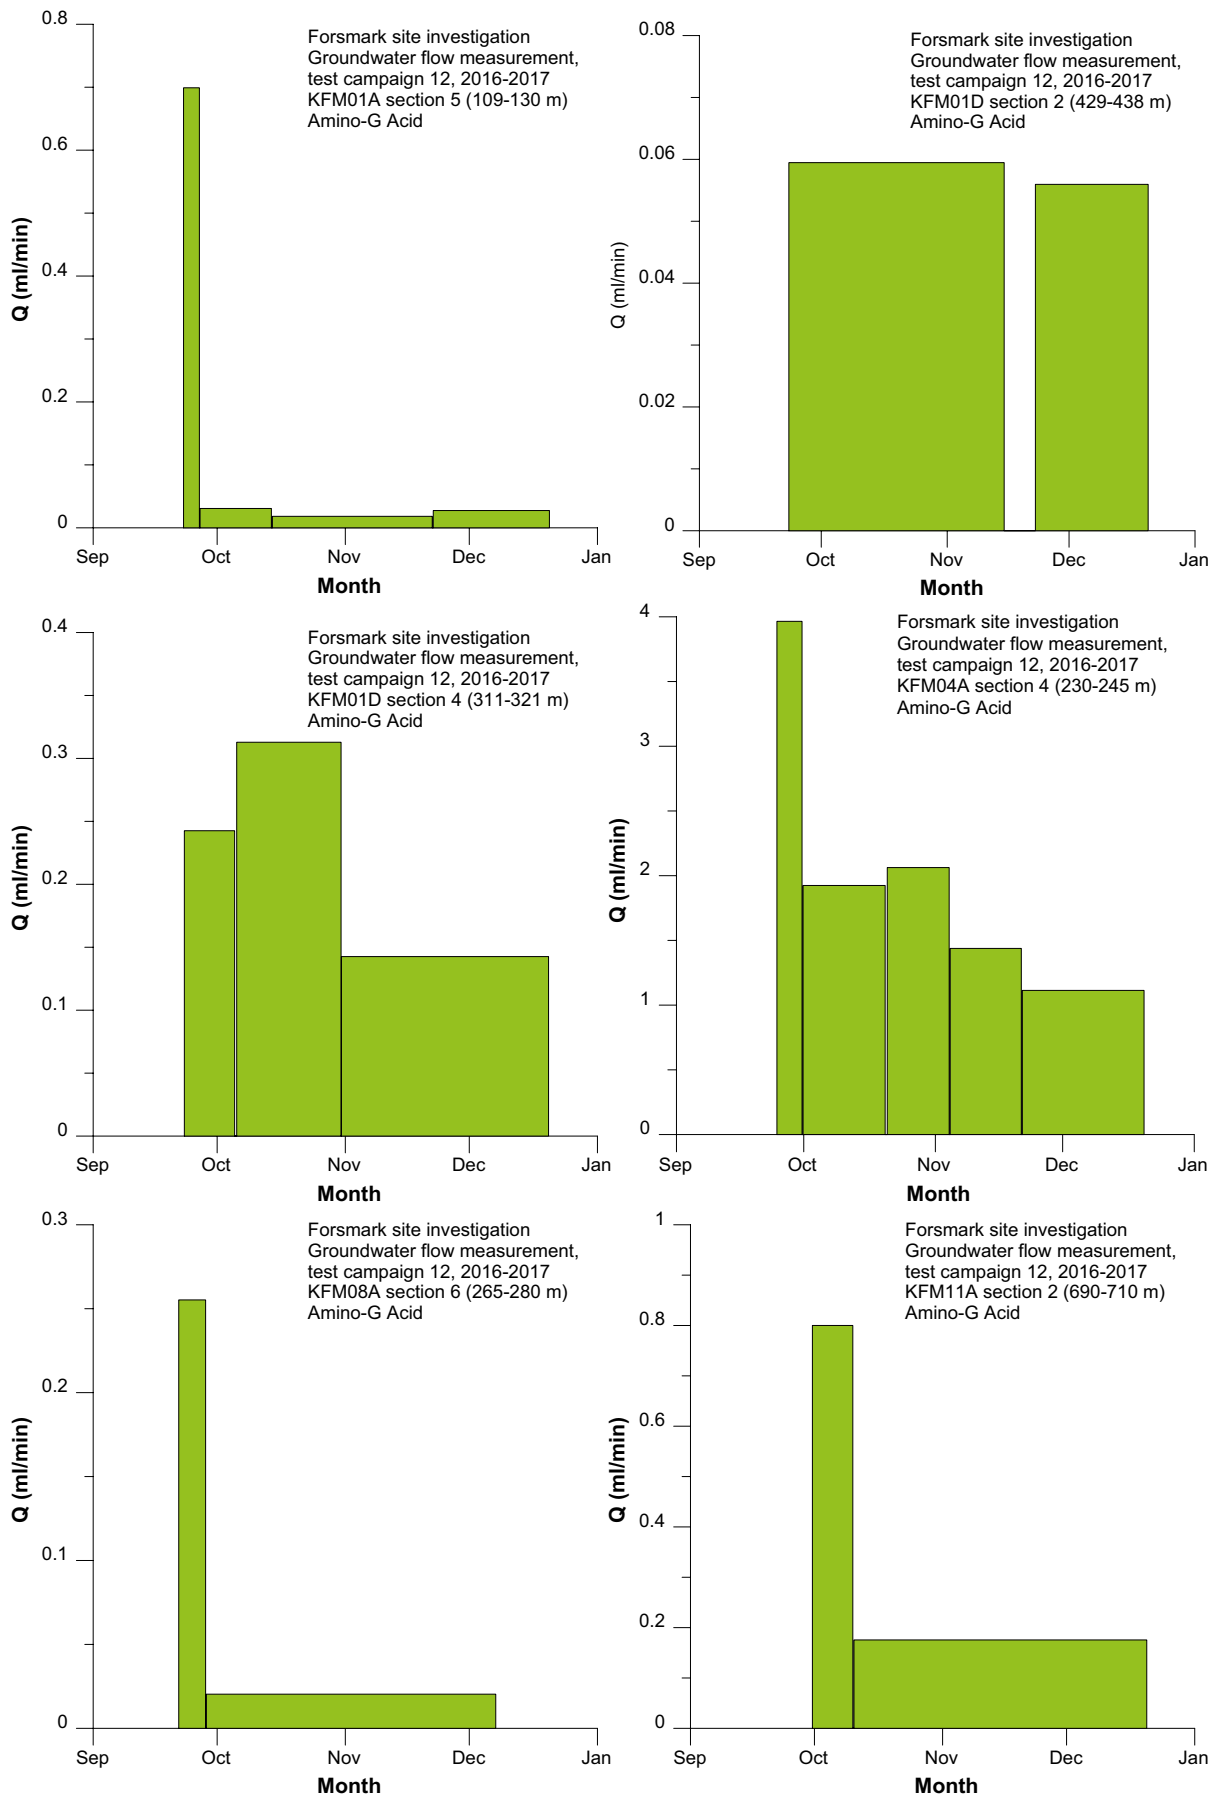 Forsmark site investigation
Groundwater flow measurement,
test campaign 12, 2016-2017
KFM01A section 5 (109-130 m)
Amino-G Acid
Q (ml/min)
0.8
0.6
0.4
0.2
0
Sep Oct Nov Dec Jan
Month
Forsmark site investigation
Groundwater flow measurement,
test campaign 12, 2016-2017
KFM01D section 2 (429-438 m)
Amino-G Acid
Q (ml/min)
0.08
0.06
0.04
0.02
0
Sep Oct Nov Dec Jan
Month
Forsmark site investigation
Groundwater flow measurement,
test campaign 12, 2016-2017
KFM01D section 4 (311-321 m)
Amino-G Acid
Q (ml/min)
0.4
0.3
0.2
0.1
0
Sep Oct Nov Dec Jan
Month
Forsmark site investigation
Groundwater flow measurement,
test campaign 12, 2016-2017
KFM04A section 4 (230-245 m)
Amino-G Acid
Q (ml/min)
4
3
2
1
0
Sep Oct Nov Dec Jan
Month
Forsmark site investigation
Groundwater flow measurement,
test campaign 12, 2016-2017
KFM08A section 6 (265-280 m)
Amino-G Acid
Q (ml/min)
0.3
0.2
0.1
0
Sep Oct Nov Dec Jan
Month
Forsmark site investigation
Groundwater flow measurement,
test campaign 12, 2016-2017
KFM11A section 2 (690-710 m)
Amino-G Acid
Q (ml/min)
1
0.8
0.6
0.4
0.2
0
Sep Oct Nov Dec Jan
Month